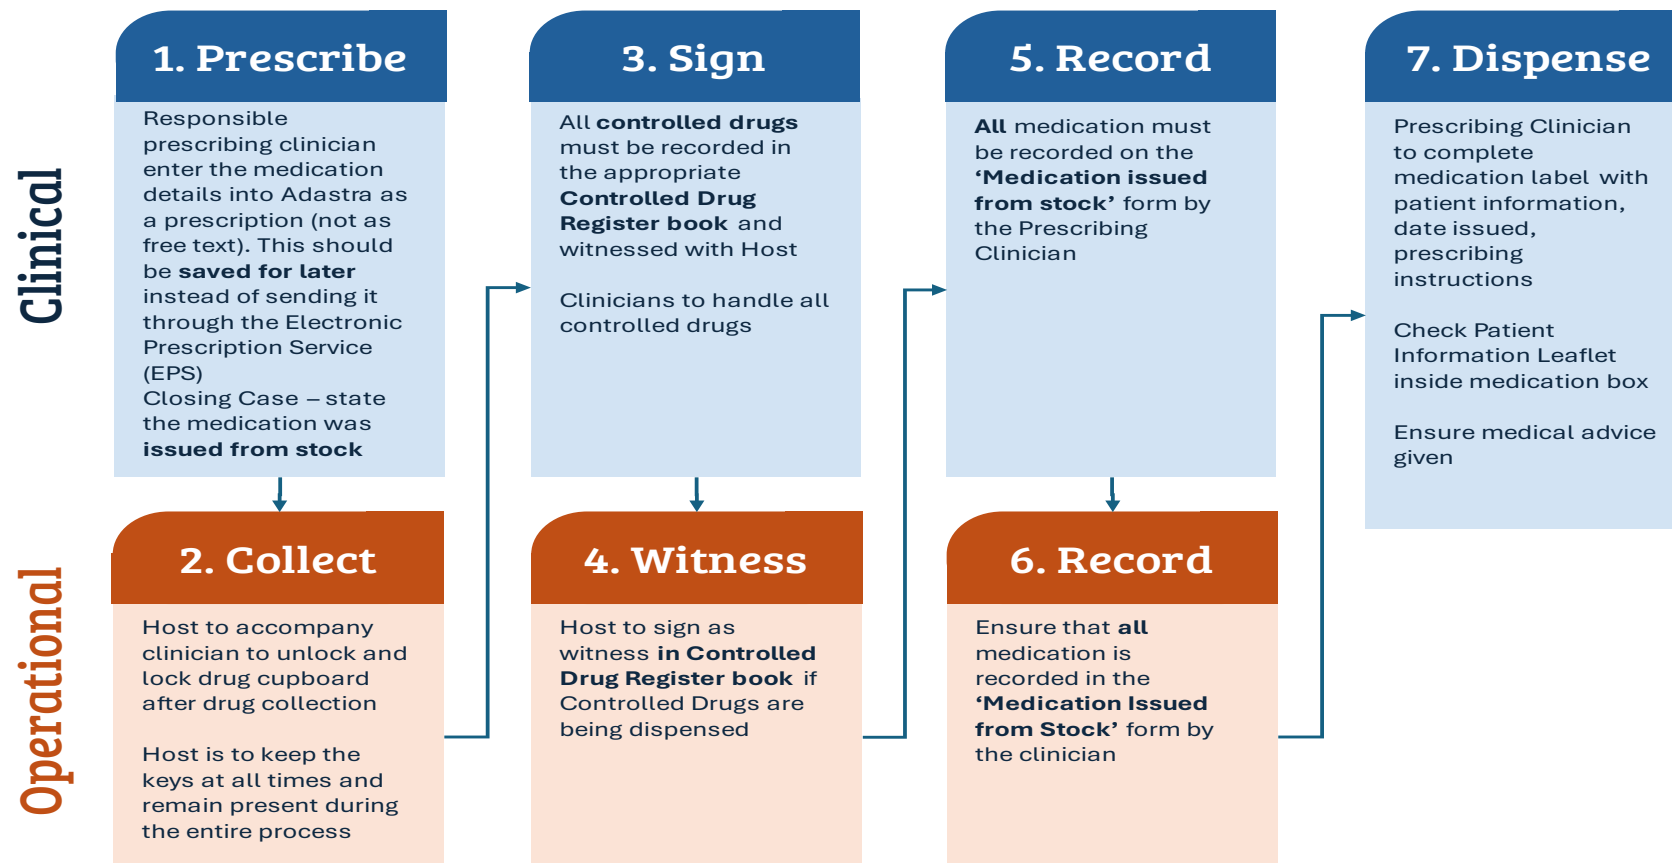 Clinical
1. Prescribe
Responsible
prescribing clinician
enter the medication
details into Adastra as
a prescription (not as
free text). This should
be saved for later
instead of sending it
through the Electronic
Prescription Service
(EPS)
Closing Case – state
the medication was
issued from stock
3. Sign
All controlled drugs
must be recorded in
the appropriate
Controlled Drug
Register book and
witnessed with Host
Clinicians to handle all
controlled drugs
5. Record
All medication must
be recorded on the
‘Medication issued
from stock’ form by
the Prescribing
Clinician
7. Dispense
Prescribing Clinician
to complete
medication label with
patient information,
date issued,
prescribing
instructions
Check Patient
Information Leaflet
inside medication box
Ensure medical advice
given
Operational
2. Collect
Host to accompany
clinician to unlock and
lock drug cupboard
after drug collection
Host is to keep the
keys at all times and
remain present during
the entire process
4. Witness
Host to sign as
witness in Controlled
Drug Register book if
Controlled Drugs are
being dispensed
6. Record
Ensure that all
medication is
recorded in the
‘Medication Issued
from Stock’ form by
the clinician